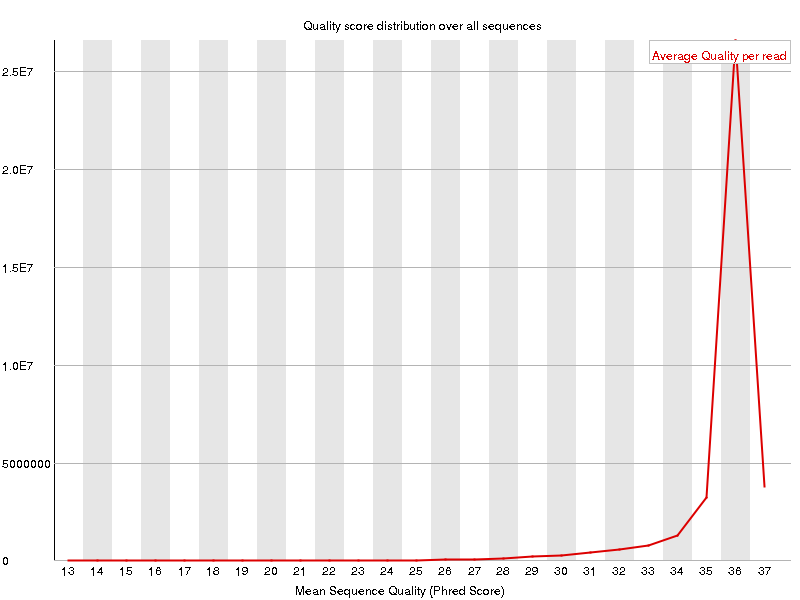 Quality score distribution over all sequences
Average Quality per read
2.5E7
2.0E7
1.5E7
1.0E7
5000000
0
13 14 15 16 17 18 19 20 21 22 23 24 25 26 27 28 29 30 31 32 33 34 35 36 37
Mean Sequence Quality (Phred Score)